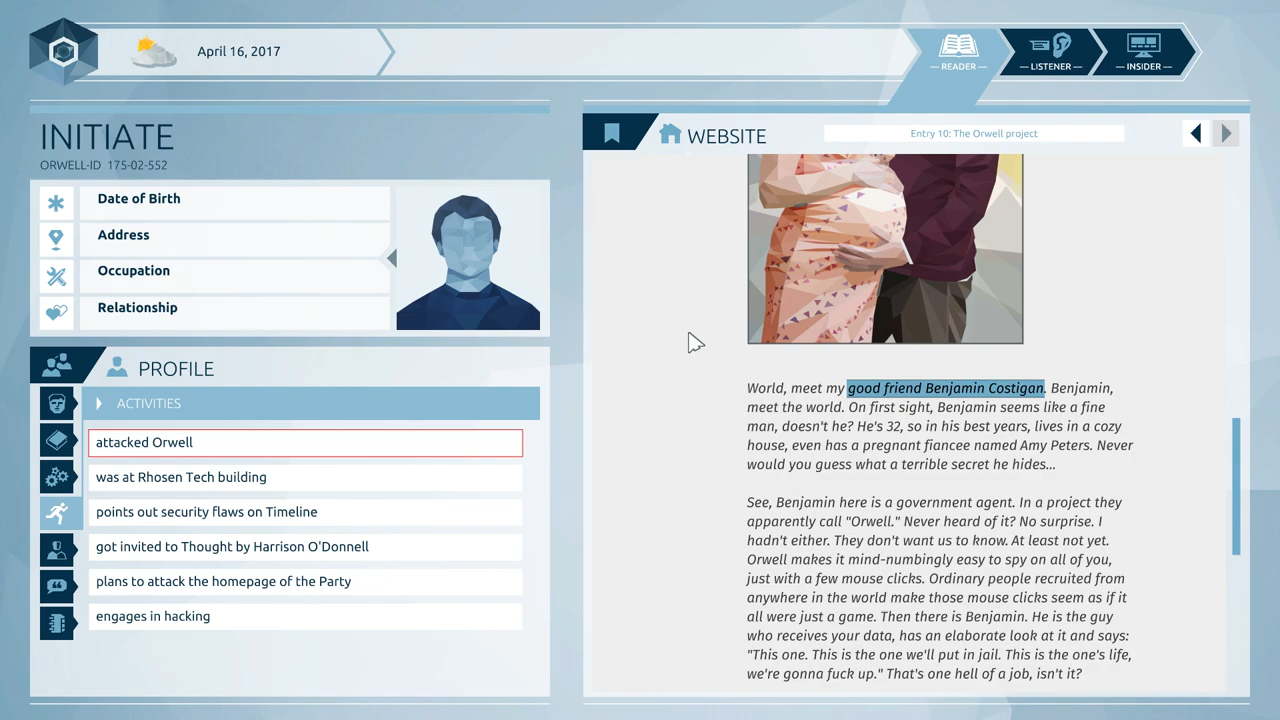 April 16, 2017
— READER —
— LISTENER —
— INSIDER —
INITIATE
ORWELL-ID 175-02-552
Date of Birth
Address
Occupation
Relationship
PROFILE
ACTIVITIES
attacked Orwell
was at Rhosen Tech building
points out security flaws on Timeline
got invited to Thought by Harrison O'Donnell
plans to attack the homepage of the Party
engages in hacking
WEBSITE
Entry 10: The Orwell project
World, meet my good friend Benjamin Costigan. Benjamin,
meet the world. On first sight, Benjamin seems like a fine
man, doesn't he? He's 32, so in his best years, lives in a cozy
house, even has a pregnant fiancee named Amy Peters. Never
would you guess what a terrible secret he hides...
See, Benjamin here is a government agent. In a project they
apparently call "Orwell." Never heard of it? No surprise. I
hadn't either. They don't want us to know. At least not yet.
Orwell makes it mind-numbingly easy to spy on all of you,
just with a few mouse clicks. Ordinary people recruited from
anywhere in the world make those mouse clicks seem as if it
all were just a game. Then there is Benjamin. He is the guy
who receives your data, has an elaborate look at it and says:
"This one. This is the one we'll put in jail. This is the one's life,
we're gonna fuck up." That's one hell of a job, isn't it?